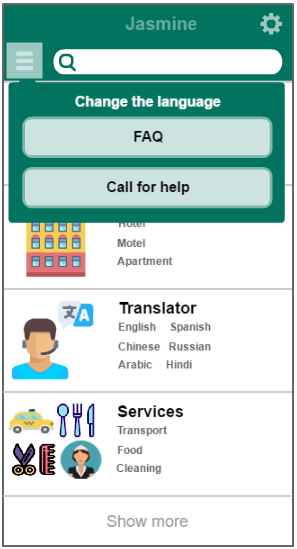 Jasmine
Change the language
FAQ
Call for help
Hotel
Motel
Apartment
文 A
Translator
English Spanish
Chinese Russian
Arabic Hindi
Services
Transport
Food
Cleaning
Show more